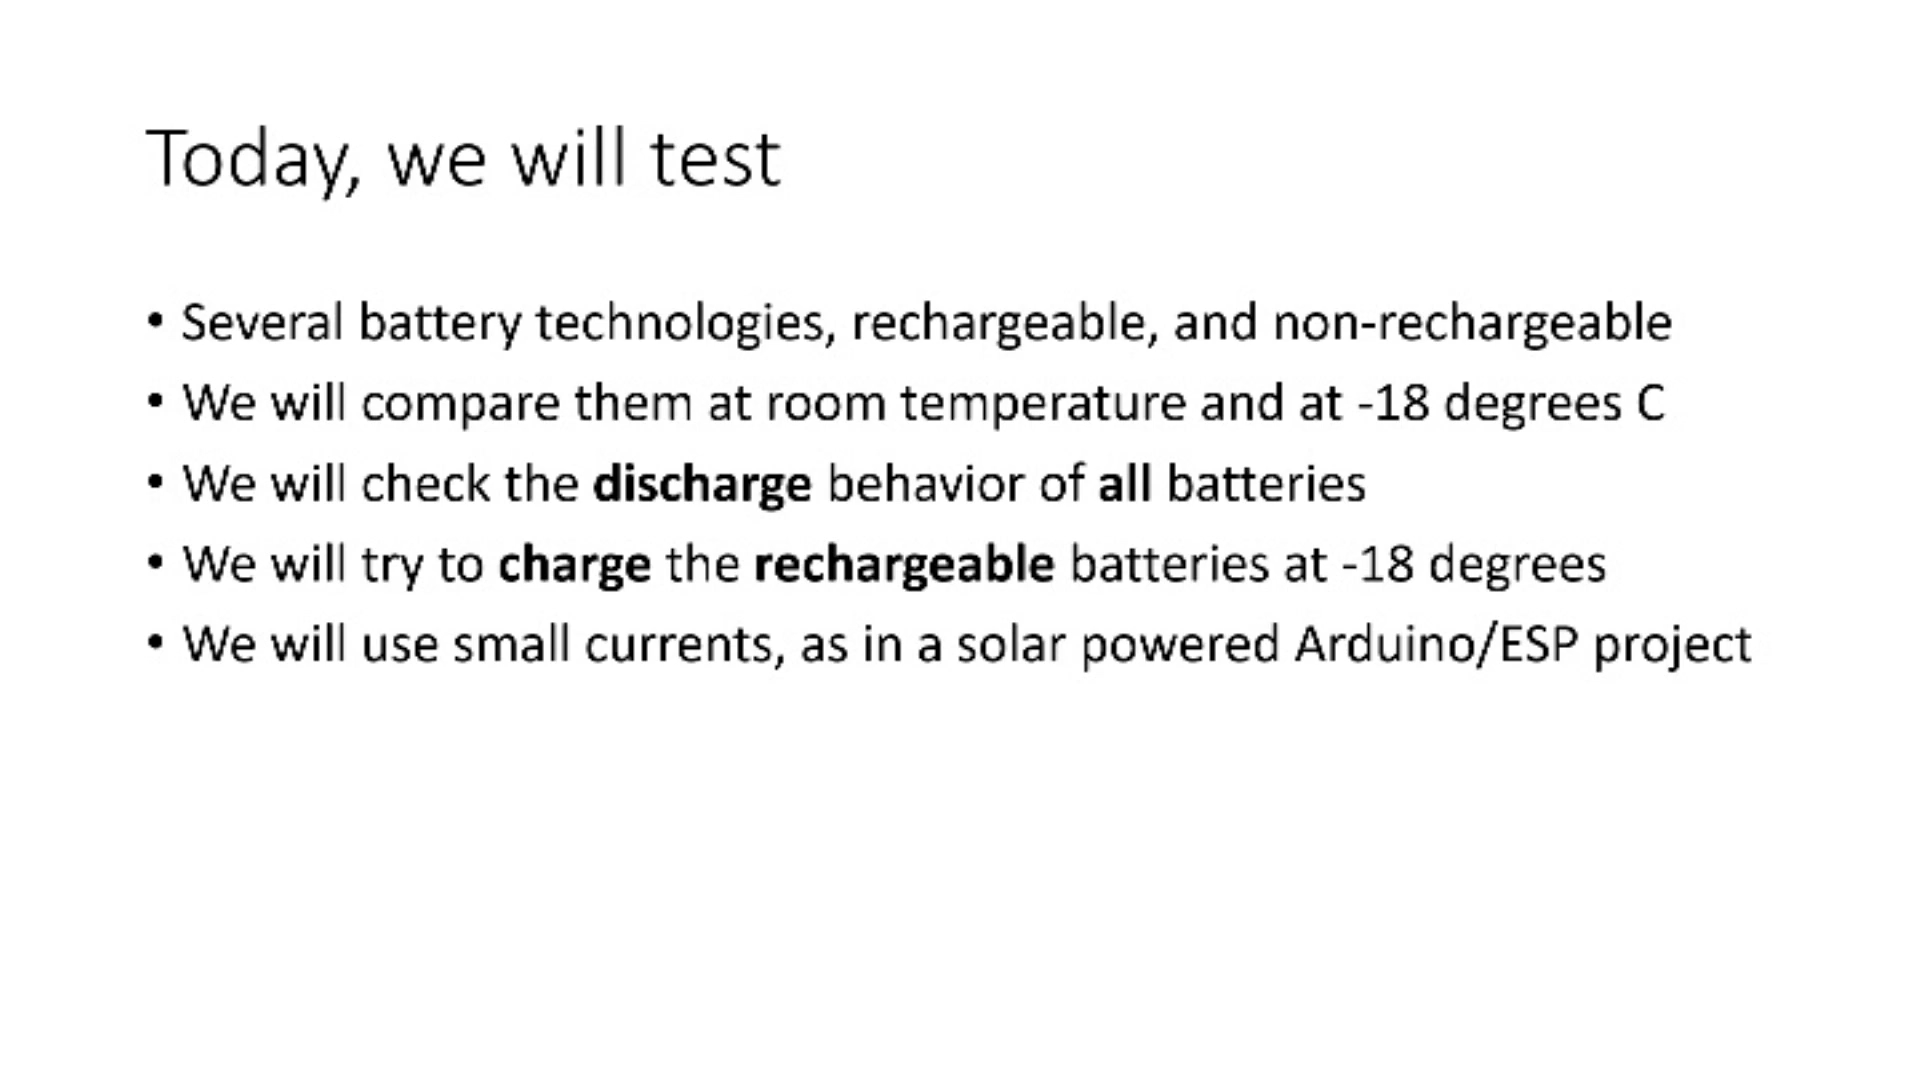 Today, we will test
• Several battery technologies, rechargeable, and non-rechargeable
• We will compare them at room temperature and at -18 degrees C
• We will check the discharge behavior of all batteries
• We will try to charge the rechargeable batteries at -18 degrees
• We will use small currents, as in a solar powered Arduino/ESP project